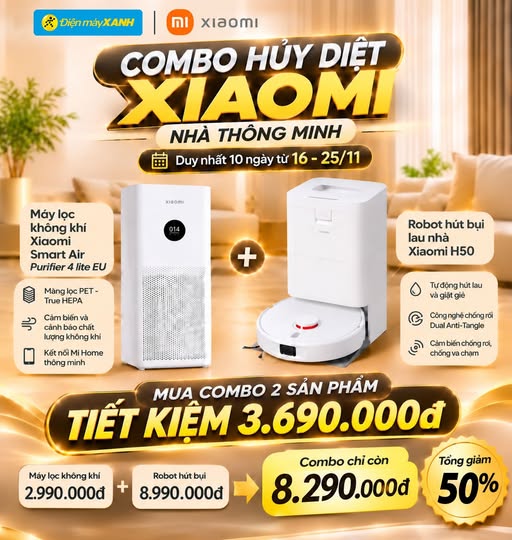 Điện máy XANH
xiaomi
COMBO HỦY DIỆT
XIAOMI
NHÀ THÔNG MINH
Duy nhất 10 ngày từ 16 - 25/11
Máy lọc
không khí
Xiaomi
Smart Air
Purifier 4 lite EU
Màng lọc PET -
True HEPA
Cảm biến và
cảnh báo chất
lượng không khí
Kết nối Mi Home
thông minh
xiaomi
014
+
Robot hút bụi
lau nhà
Xiaomi H50
Tự động hút lau
và giặt giẻ
Công nghệ chống rối
Dual Anti-Tangle
Cảm biến chống rơi,
chống va chạm
MUA COMBO 2 SẢN PHẨM
TIẾT KIỆM 3.690.000đ
Máy lọc không khí
2.990.000đ
+
Robot hút bụi
8.990.000đ
Combo chỉ còn
8.290.000đ
Tổng giảm
50%